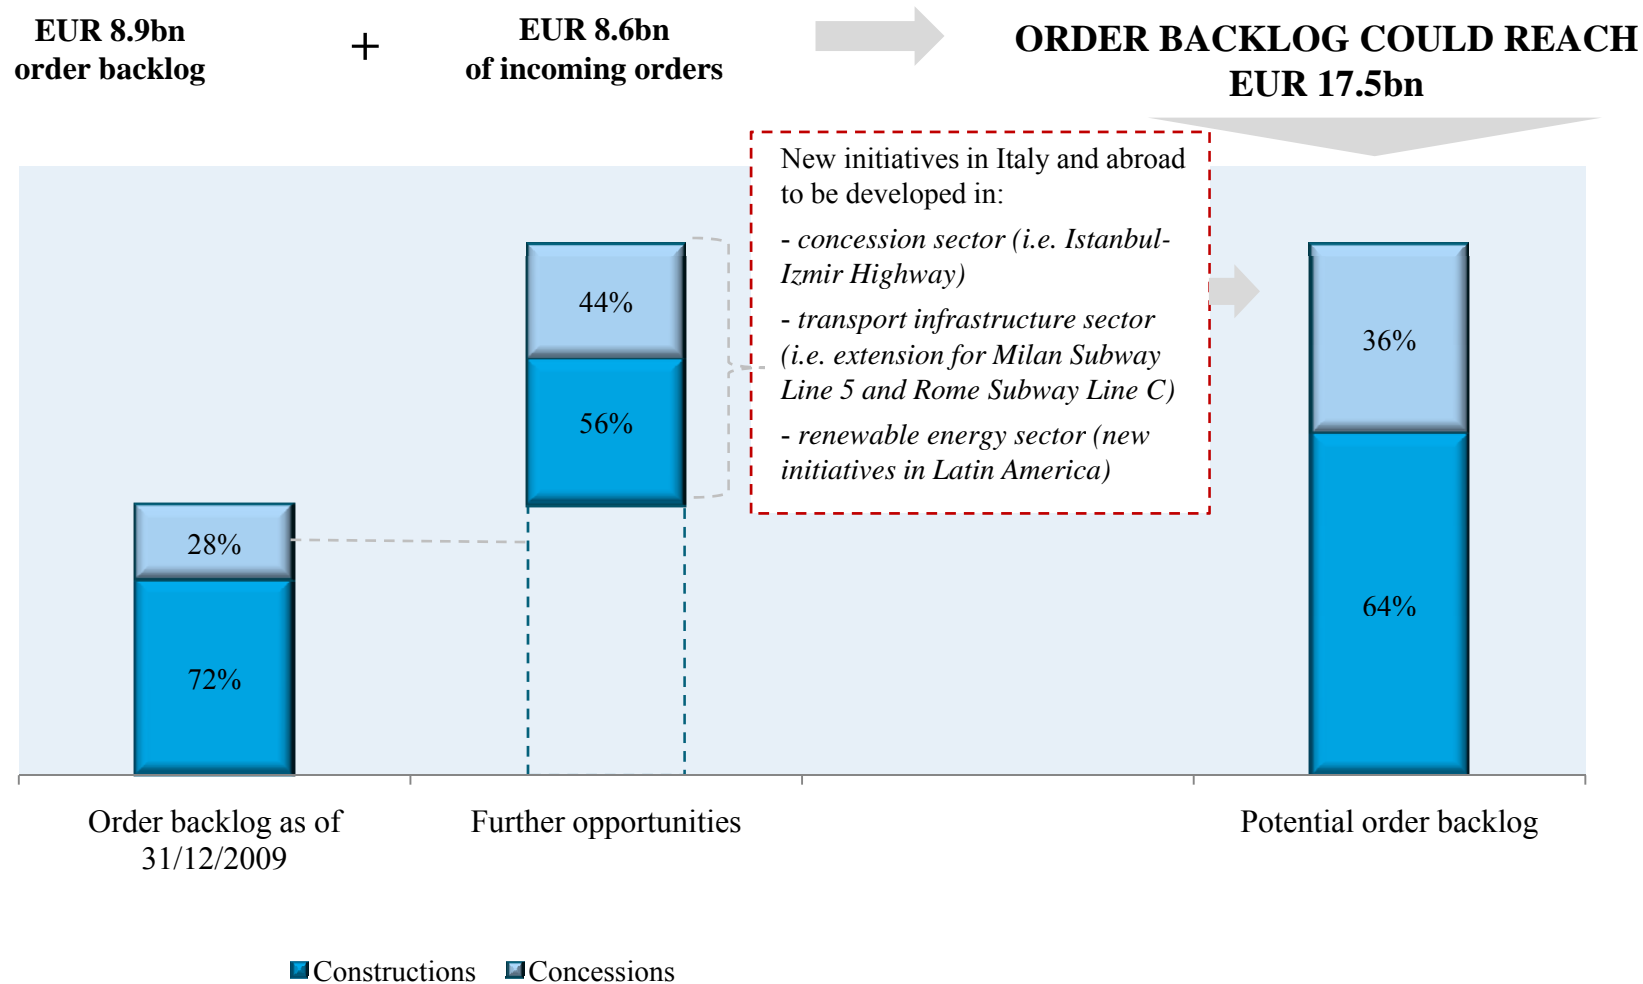 EUR 8.9bn
order backlog
+
EUR 8.6bn
of incoming orders
ORDER BACKLOG COULD REACH
EUR 17.5bn
New initiatives in Italy and abroad
to be developed in:
- concession sector (i.e. Istanbul-
Izmir Highway)
- transport infrastructure sector
(i.e. extension for Milan Subway
Line 5 and Rome Subway Line C)
- renewable energy sector (new
initiatives in Latin America)
28%
72%
44%
56%
36%
64%
Order backlog as of
31/12/2009
Further opportunities
Potential order backlog
Constructions
Concessions